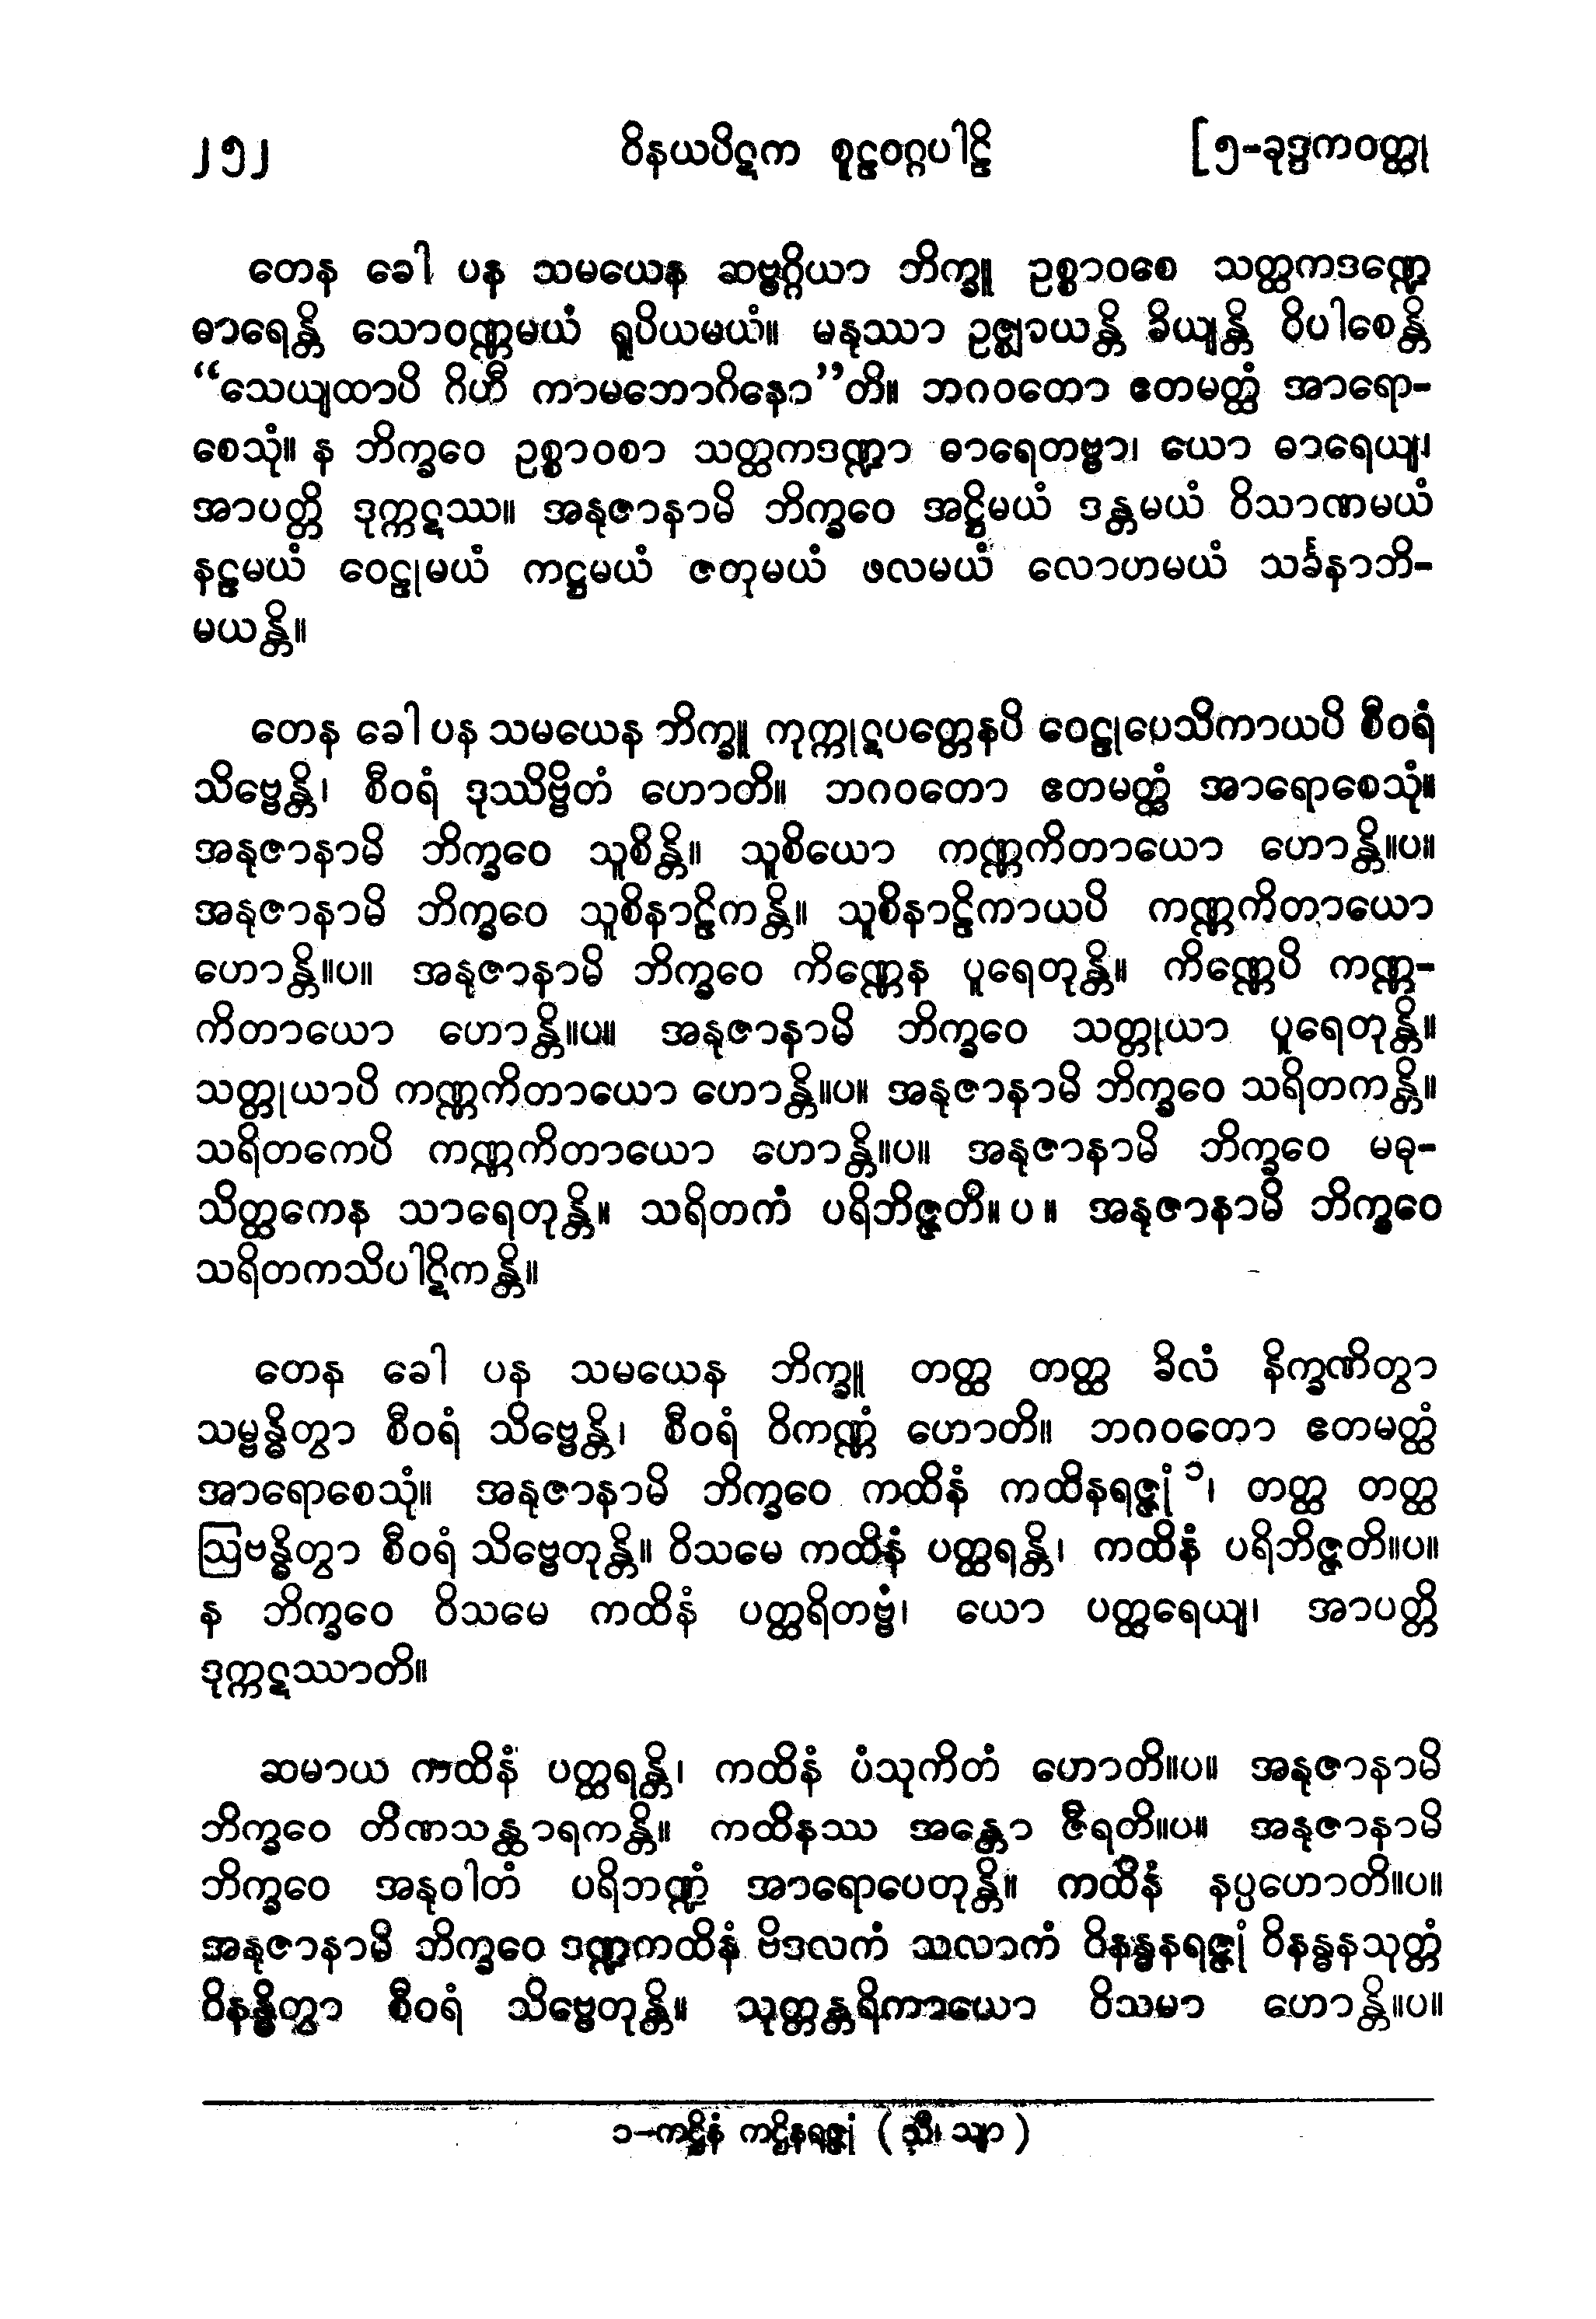 ၂၅၂ ဝိနယပိဋက စူဠဝဂ္ဂပါဠိ [၅-ခုဒ္ဒကဝတ္ထု
တေန ခေါ ပန သမယေန ဆဗ္ဗဂ္ဂိယာ ဘိက္ခူ ဥစ္စာဝစေ သတ္ထကဒဏ္ဍေ
ဓာရေန္တိ သောဝဏ္ဏမယံ ရူပိယမယံ။ မနုဿာ ဥဇ္ဈာယန္တိ ခိယျန္တိ ဝိပါစေန္တိ
“သေယျထာပိ ဂိဟီ ကာမဘောဂိနော”တိ။ ဘဂဝတော ဧတမတ္ထံ အာရော-
စေသုံ။ န ဘိက္ခဝေ ဥစ္စာဝစာ သတ္ထကဒဏ္ဍာ ဓာရေတဗ္ဗာ၊ ယော ဓာရေယျ၊
အာပတ္တိ ဒုက္ကဋဿ။ အနုဇာနာမိ ဘိက္ခဝေ အဋ္ဌိမယံ ဒန္တမယံ ဝိသာဏမယံ
နဠမယံ ဝေဠုမယံ ကဋ္ဌမယံ ဇတုမယံ ဖလမယံ လောဟမယံ သင်္ခနာဘိ-
မယန္တိ။
တေန ခေါ ပန သမယေန ဘိက္ခူ ကုက္ကုဋပတ္တေနပိ ဝေဠုပေသိကာယပိ စီဝရံ
သိဗ္ဗေန္တိ၊ စီဝရံ ဒုဿိဗ္ဗိတံ ဟောတိ။ ဘဂဝတော ဧတမတ္ထံ အာရောစေသုံ။
အနုဇာနာမိ ဘိက္ခဝေ သူစိန္တိ။ သူစိယော ကဏ္ဏကိတာယော ဟောန္တိ။ပ။
အနုဇာနာမိ ဘိက္ခဝေ သူစိနာဠိကန္တိ။ သူစိနာဠိကာယပိ ကဏ္ဏကိတာယော
ဟောန္တိ။ပ။ အနုဇာနာမိ ဘိက္ခဝေ ကိဏ္ဏေန ပူရေတုန္တိ။ ကိဏ္ဏေပိ ကဏ္ဏ-
ကိတာယော ဟောန္တိ။ပ။ အနုဇာနာမိ ဘိက္ခဝေ သတ္တုယာ ပူရေတုန္တိ။
သတ္တုယာပိ ကဏ္ဏကိတာယော ဟောန္တိ။ပ။ အနုဇာနာမိ ဘိက္ခဝေ သရိတကန္တိ။
သရိတကေပိ ကဏ္ဏကိတာယော ဟောန္တိ။ပ။ အနုဇာနာမိ ဘိက္ခဝေ မဓု-
သိတ္ထကေန သာရေတုန္တိ။ သရိတကံ ပရိဘိဇ္ဇတိ။ ပ ။ အနုဇာနာမိ ဘိက္ခဝေ
သရိတကသိပါဋိကန္တိ။
တေန ခေါ ပန သမယေန ဘိက္ခူ တတ္ထ တတ္ထ ခိလံ နိက္ခဏိတွာ
သမ္ဗန္ဓိတွာ စီဝရံ သိဗ္ဗေန္တိ၊ စီဝရံ ဝိကဏ္ဏံ ဟောတိ။ ဘဂဝတော ဧတမတ္ထံ
အာရောစေသုံ။ အနုဇာနာမိ ဘိက္ခဝေ ကထိနံ ကထိနရဇ္ဇုံ ၁၊ တတ္ထ တတ္ထ
ဩဗန္ဓိတွာ စီဝရံ သိဗ္ဗေတုန္တိ။ ဝိသမေ ကထိနံ ပတ္ထရန္တိ၊ ကထိနံ ပရိဘိဇ္ဇတိ။ပ။
န ဘိက္ခဝေ ဝိသမေ ကထိနံ ပတ္ထရိတဗ္ဗံ၊ ယော ပတ္ထရေယျ၊ အာပတ္တိ
ဒုက္ကဋဿာတိ။
ဆမာယ ကထိနံ ပတ္ထရန္တိ၊ ကထိနံ ပံသုကိတံ ဟောတိ။ပ။ အနုဇာနာမိ
ဘိက္ခဝေ တိဏသန္ထာရကန္တိ။ ကထိနဿ အန္တော ဇီရတိ။ပ။ အနုဇာနာမိ
ဘိက္ခဝေ အနုဝါတံ ပရိဘဏ္ဍံ အာရောပေတုန္တိ။ ကထိနံ နပ္ပဟောတိ။ပ။
အနုဇာနာမိ ဘိက္ခဝေ ဒဏ္ဍကထိနံ ဗိဒလကံ သလာကံ ဝိနန္ဓနရဇ္ဇုံ ဝိနန္ဓနသုတ္တံ
ဝိနန္ဓိတွာ စီဝရံ သိဗ္ဗေတုန္တိ။ သုတ္တန္တရိကာယော ဝိသမာ ဟောန္တိ။ပ။
၁-ကဋ္ဌိနံ ကဋ္ဌိနရဇ္ဇုံ ( သီ၊ သျာ )